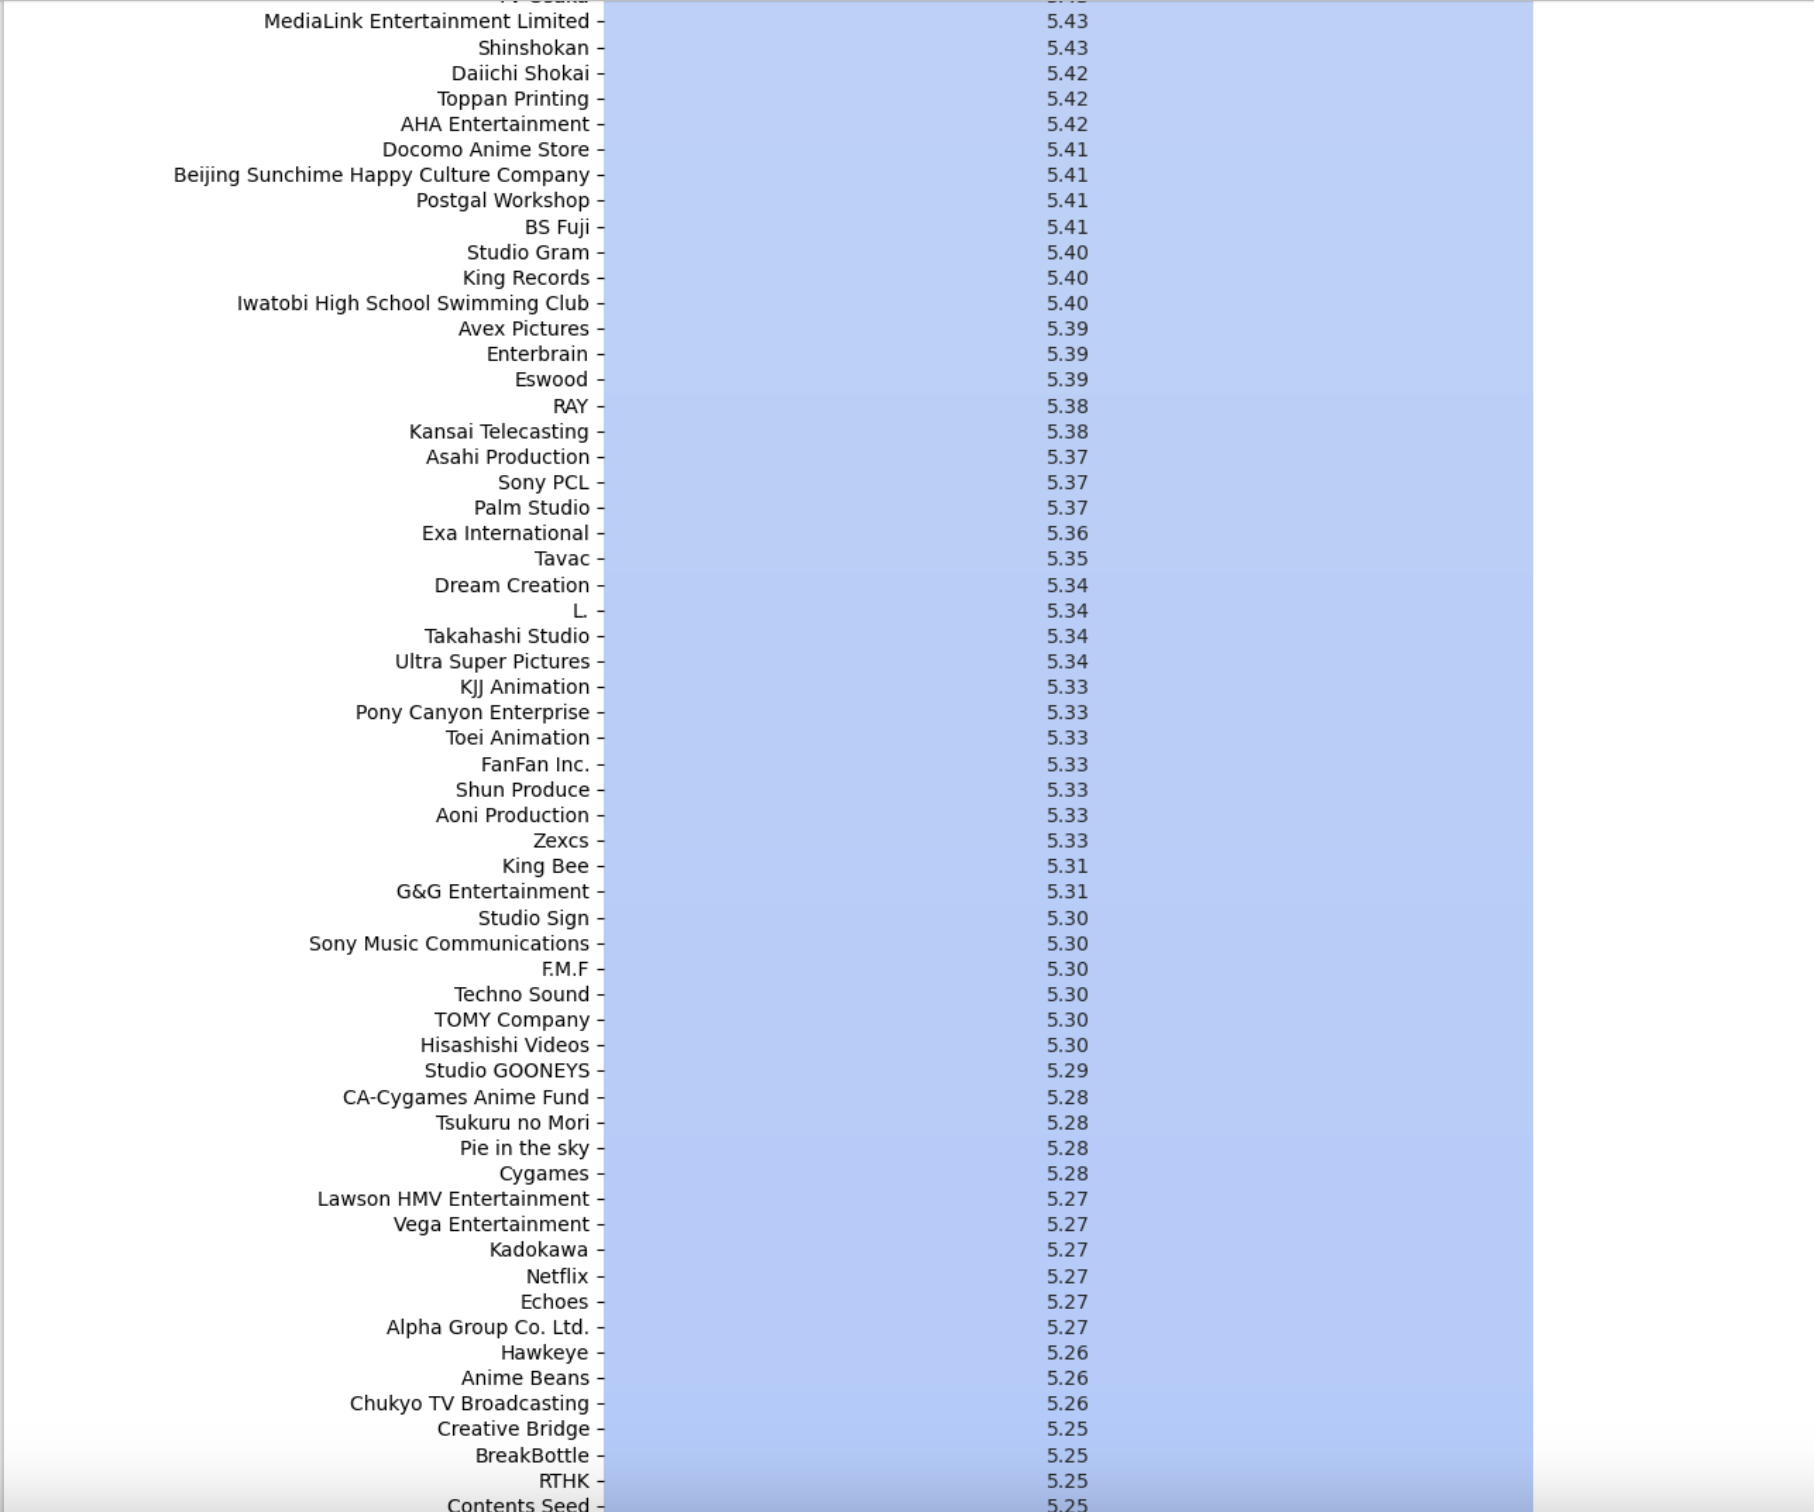 MediaLink Entertainment Limited 5.43
Shinshokan 5.43
Daiichi Shokai 5.42
Toppan Printing 5.42
AHA Entertainment 5.42
Docomo Anime Store 5.41
Beijing Sunchime Happy Culture Company 5.41
Postgal Workshop 5.41
BS Fuji 5.41
Studio Gram 5.40
King Records 5.40
Iwatobi High School Swimming Club 5.40
Avex Pictures 5.39
Enterbrain 5.39
Eswood 5.39
RAY 5.38
Kansai Telecasting 5.38
Asahi Production 5.37
Sony PCL 5.37
Palm Studio 5.37
Exa International 5.36
Tavac 5.35
Dream Creation 5.34
L. 5.34
Takahashi Studio 5.34
Ultra Super Pictures 5.34
KJJ Animation 5.33
Pony Canyon Enterprise 5.33
Toei Animation 5.33
FanFan Inc. 5.33
Shun Produce 5.33
Aoni Production 5.33
Zexcs 5.33
King Bee 5.31
G&G Entertainment 5.31
Studio Sign 5.30
Sony Music Communications 5.30
F.M.F 5.30
Techno Sound 5.30
TOMY Company 5.30
Hisashishi Videos 5.30
Studio GOONEYS 5.29
CA-Cygames Anime Fund 5.28
Tsukuru no Mori 5.28
Pie in the sky 5.28
Cygames 5.28
Lawson HMV Entertainment 5.27
Vega Entertainment 5.27
Kadokawa 5.27
Netflix 5.27
Echoes 5.27
Alpha Group Co. Ltd. 5.27
Hawkeye 5.26
Anime Beans 5.26
Chukyo TV Broadcasting 5.26
Creative Bridge 5.25
BreakBottle 5.25
RTHK 5.25
Contents Seed 5.25